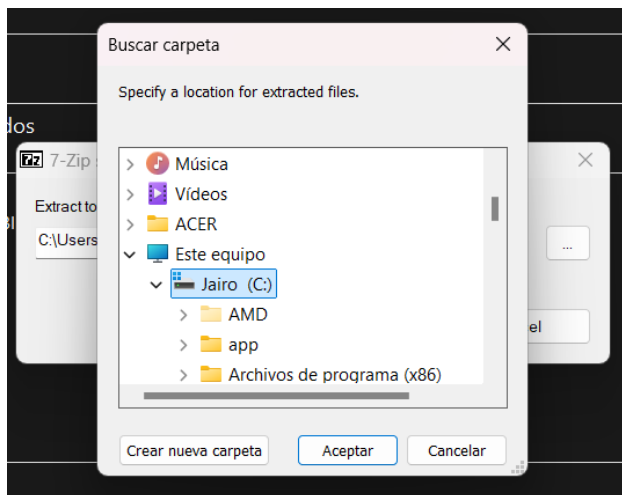 Buscar carpeta
Specify a location for extracted files.
dos
7-Zip
Extract to
C:\Users
...
el
Música
Vídeos
ACER
Este equipo
Jairo (C:)
AMD
app
Archivos de programa (x86)
Crear nueva carpeta
Aceptar
Cancelar